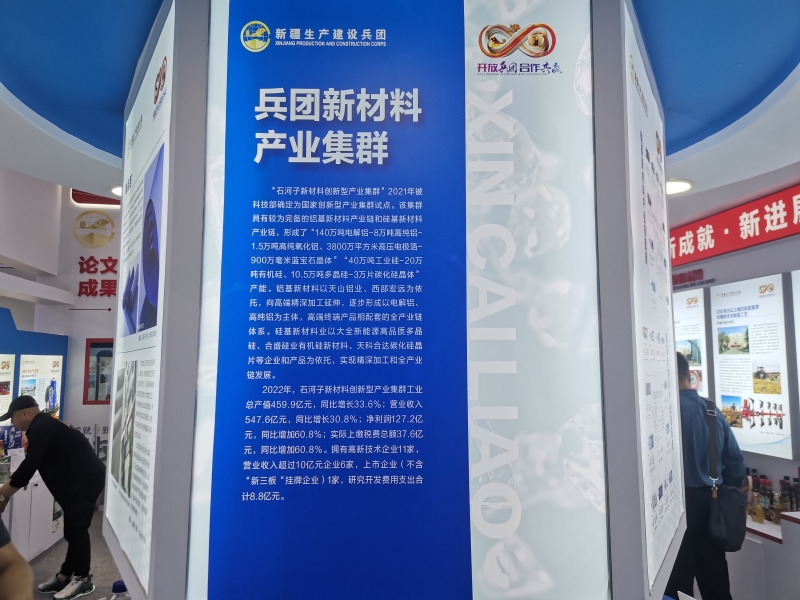 新疆生产建设兵团
XINJIANG PRODUCTION AND CONSTRUCTION CORPS
开放兵团 合作共赢
兵团新材料
产业集群
“石河子新材料创新型产业集群”2021年被
科技部确定为国家创新型产业集群试点。该集群
具有较为完备的铝基新材料产业链和硅基新材料
产业链，形成了“140万吨电解铝-8万吨高纯铝-
1.5万吨高纯氧化铝、3800万平方米高压电极箔-
900万毫米蓝宝石晶体”“40万吨工业硅-20万
吨有机硅、10.5万吨多晶硅-3万片碳化硅晶体”
产能。铝基新材料以天山铝业、西部宏远为依
托，向高端精深加工延伸，逐步形成以电解铝、
高纯铝为主体，高端终端产品相配套的全产业链
体系。硅基新材料业以大全新能源高品质多晶
硅、合盛硅业有机硅新材料、天科合达碳化硅晶
片等企业和产品为依托，实现精深加工和全产业
链发展。
2022年，石河子新材料创新型产业集群工业
总产值459.9亿元，同比增长33.6%；营业收入
547.6亿元，同比增长30.8%；净利润127.2亿
元，同比增加60.8%；实际上缴税费总额37.6亿
元，同比增加60.8%。拥有高新技术企业11家，
营业收入超过10亿元企业6家，上市企业（不含
“新三板“挂牌企业）1家，研究开发费用支出合
计8.8亿元。
XIN CAI LIAO
论文
成果
新成就·新进展